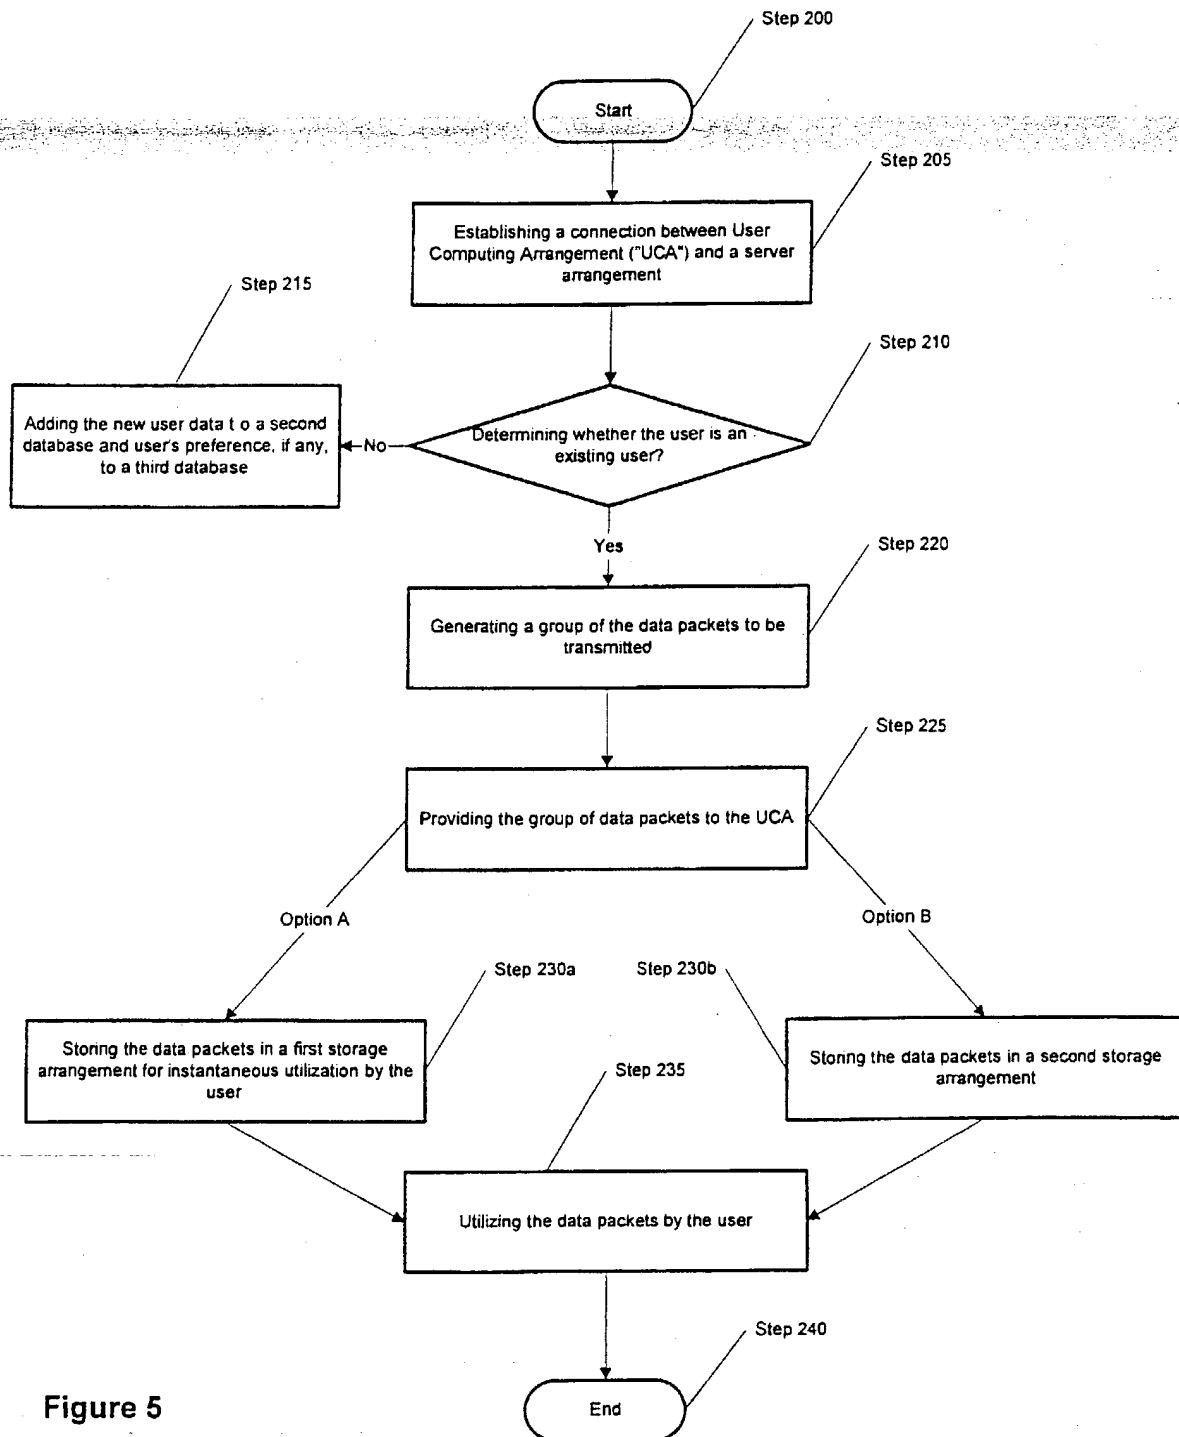 Step 200
Start
Step 205
Establishing a connection between User
Computing Arrangement ("UCA") and a server
arrangement
Step 215
Step 210
Adding the new user data t o a second
database and user's preference, if any,
to a third database
No
Determining whether the user is an
existing user?
Yes
Step 220
Generating a group of the data packets to be
transmitted
Step 225
Providing the group of data packets to the UCA
Option A
Option B
Step 230a
Step 230b
Storing the data packets in a first storage
arrangement for instantaneous utilization by the
user
Step 235
Storing the data packets in a second storage
arrangement
Utilizing the data packets by the user
Step 240
End
Figure 5